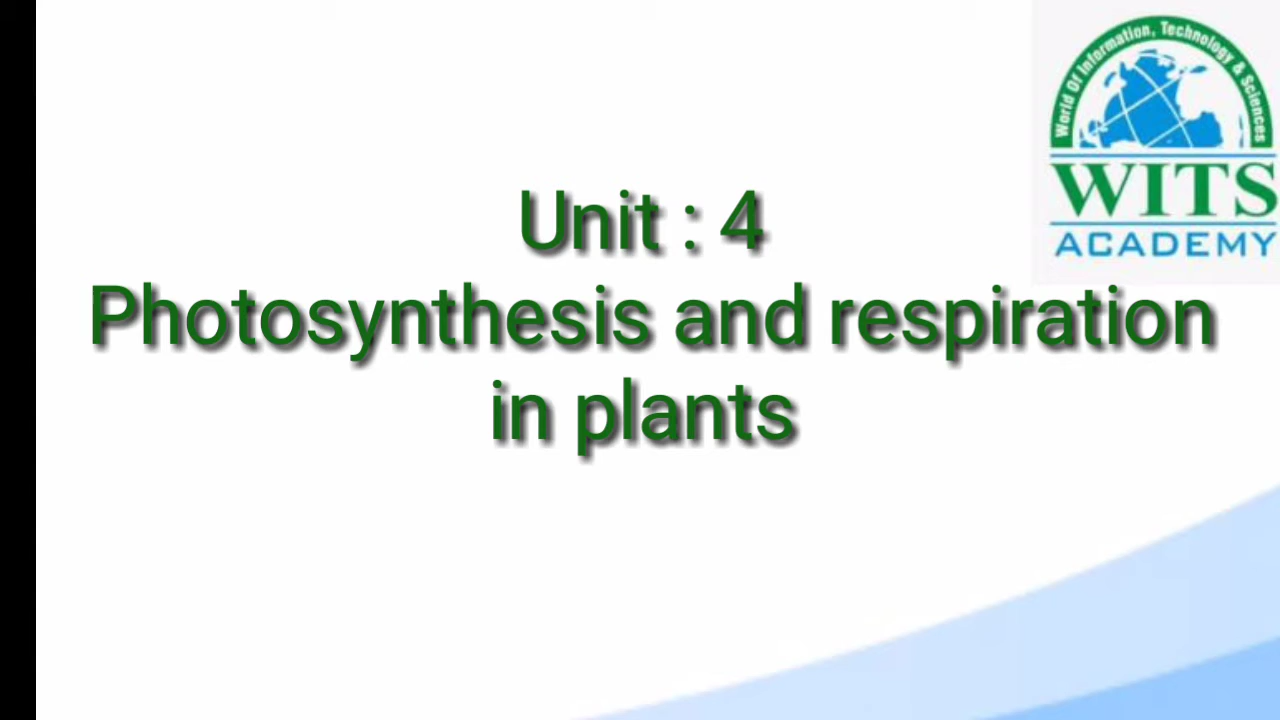 World Of Information, Technology & Sciences
WITS
ACADEMY
Unit : 4
Photosynthesis and respiration
in plants